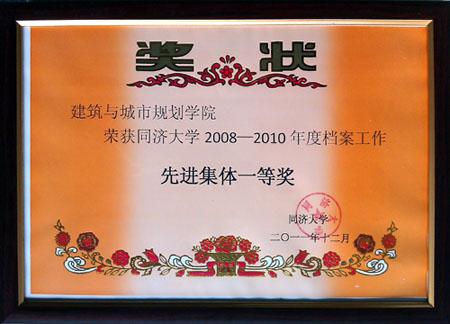 奖状
建筑与城市规划学院
荣获同济大学 2008—2010 年度档案工作
先进集体一等奖
同济大学
二〇一一年十二月